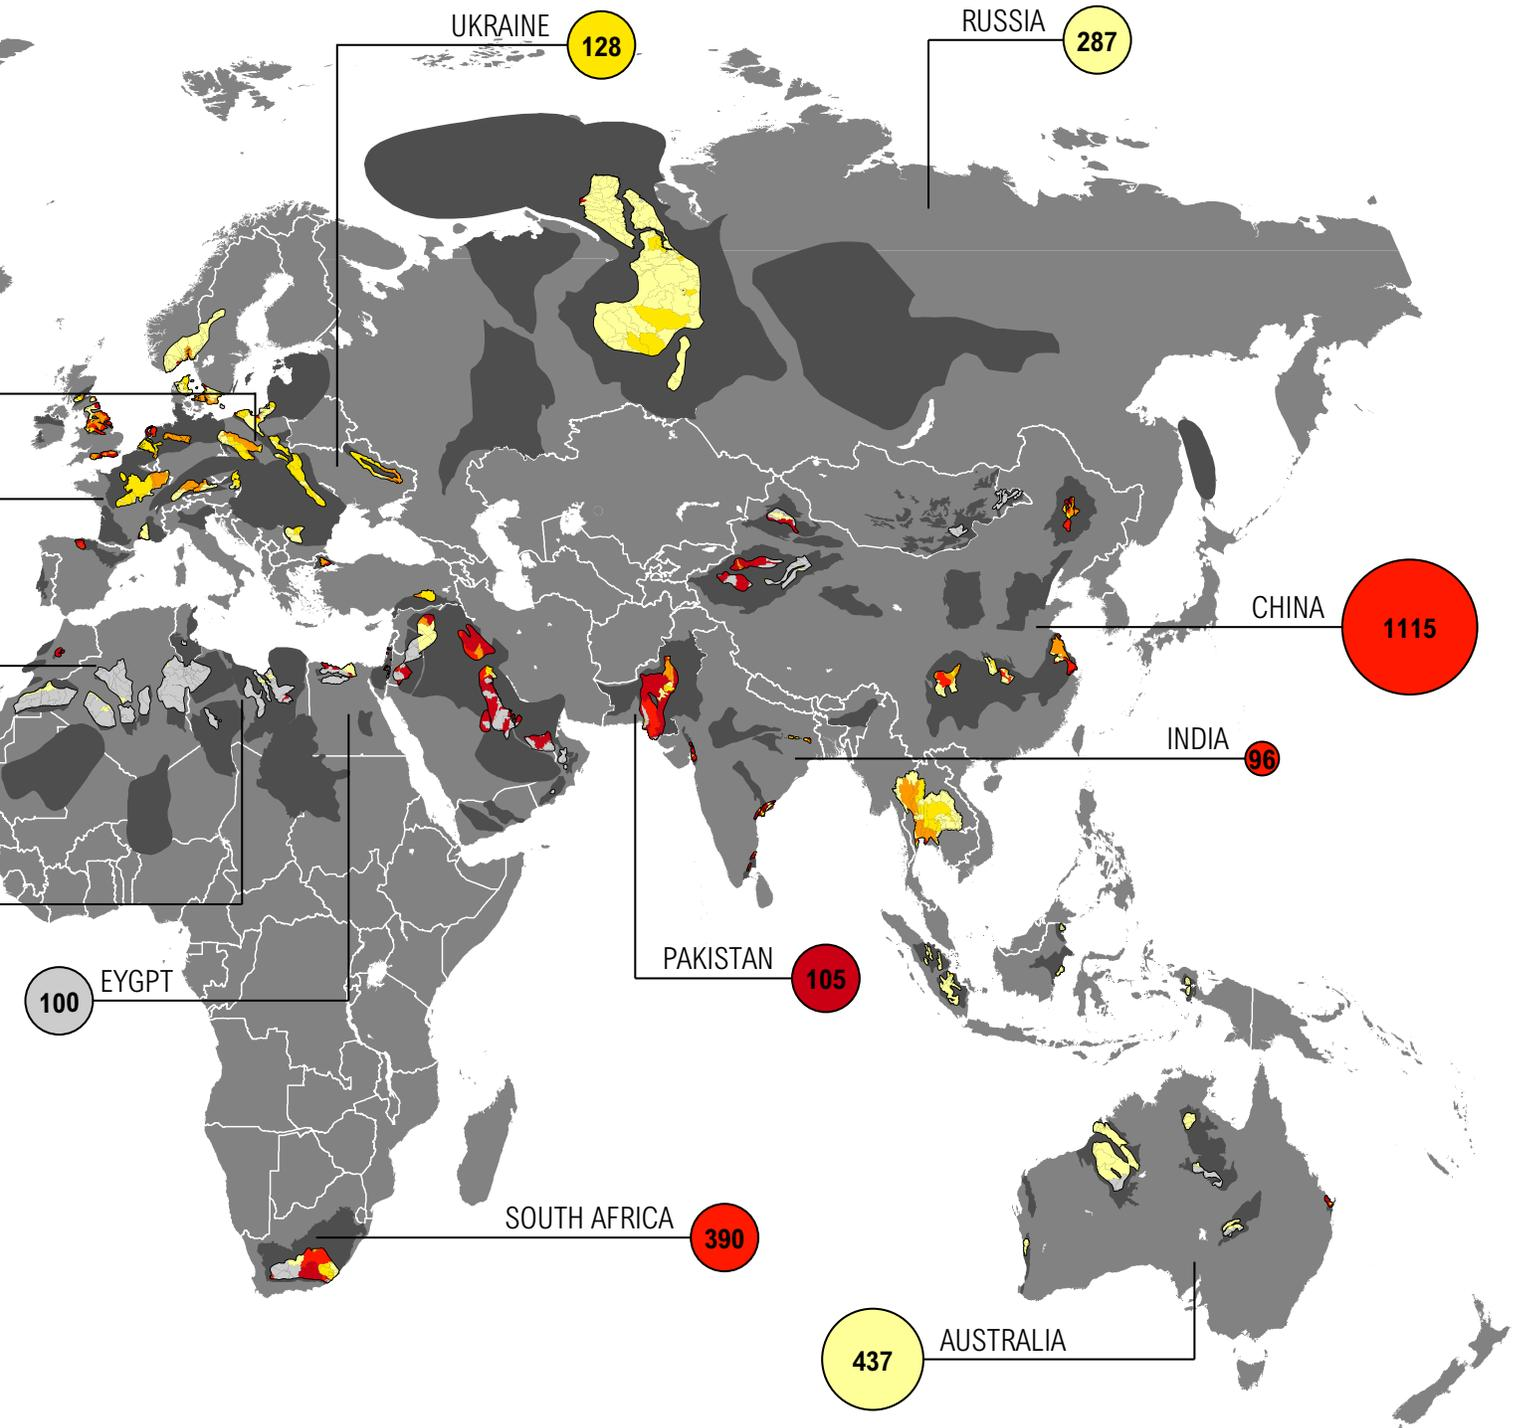 UKRAINE
128
RUSSIA
287
CHINA
1115
INDIA
96
PAKISTAN
105
100
EYGPT
SOUTH AFRICA
390
437
AUSTRALIA